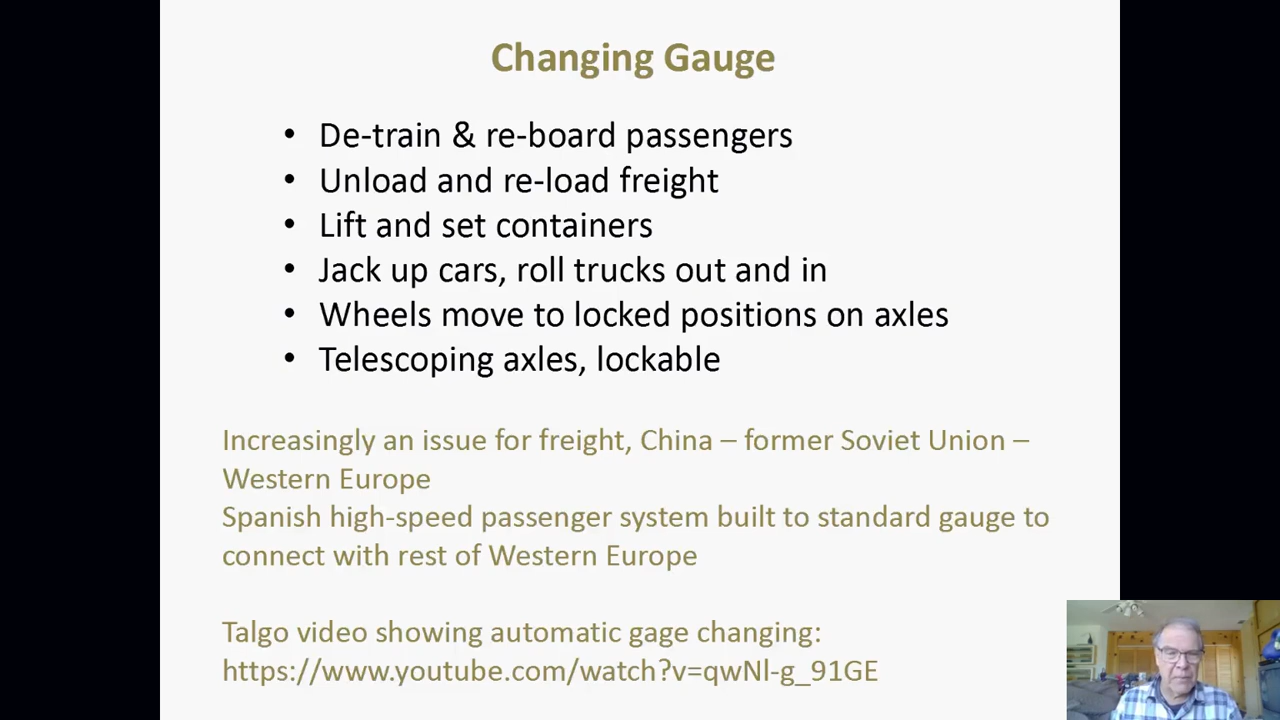 Changing Gauge
• De-train & re-board passengers
• Unload and re-load freight
• Lift and set containers
• Jack up cars, roll trucks out and in
• Wheels move to locked positions on axles
• Telescoping axles, lockable
Increasingly an issue for freight, China – former Soviet Union –
Western Europe
Spanish high-speed passenger system built to standard gauge to
connect with rest of Western Europe
Talgo video showing automatic gage changing:
https://www.youtube.com/watch?v=qwNl-g_91GE